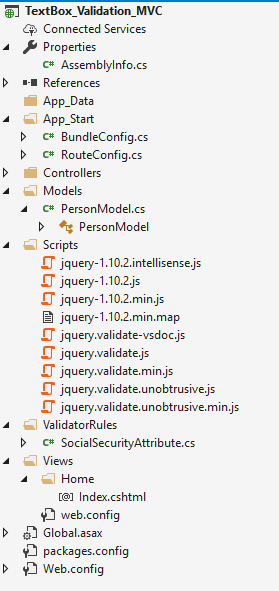 TextBox_Validation_MVC
Connected Services
Properties
C# AssemblyInfo.cs
References
App_Data
App_Start
C# BundleConfig.cs
C# RouteConfig.cs
Controllers
Models
C# PersonModel.cs
PersonModel
Scripts
jquery-1.10.2.intellisense.js
jquery-1.10.2.js
jquery-1.10.2.min.js
jquery-1.10.2.min.map
jquery.validate-vsdoc.js
jquery.validate.js
jquery.validate.min.js
jquery.validate.unobtrusive.js
jquery.validate.unobtrusive.min.js
ValidatorRules
C# SocialSecurityAttribute.cs
Views
Home
[@] Index.cshtml
web.config
Global.asax
packages.config
Web.config